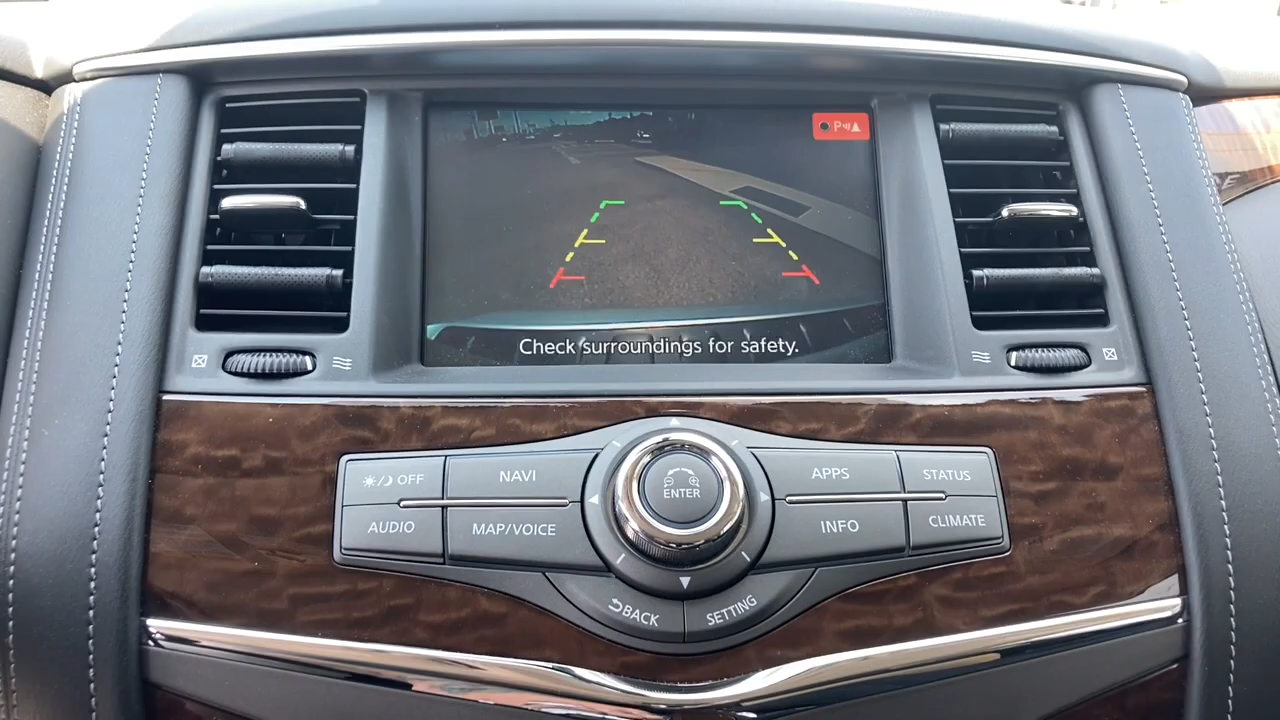 P
Check surroundings for safety.
OFF
NAVI
APPS
STATUS
ENTER
AUDIO
MAP/VOICE
INFO
CLIMATE
BACK
SETTING